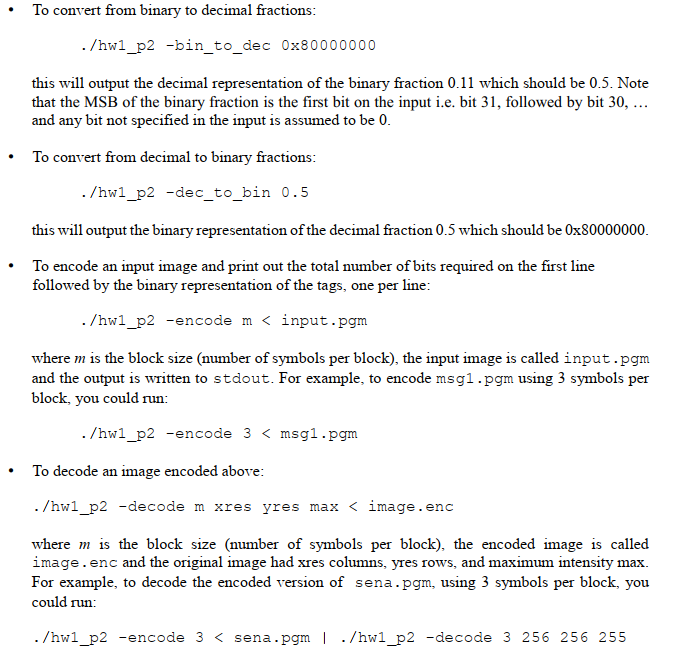 • To convert from binary to decimal fractions:
./hw1_p2 -bin_to_dec 0x80000000
this will output the decimal representation of the binary fraction 0.11 which should be 0.5. Note
that the MSB of the binary fraction is the first bit on the input i.e. bit 31, followed by bit 30, …
and any bit not specified in the input is assumed to be 0.
• To convert from decimal to binary fractions:
./hw1_p2 -dec_to_bin 0.5
this will output the binary representation of the decimal fraction 0.5 which should be 0x80000000.
• To encode an input image and print out the total number of bits required on the first line
followed by the binary representation of the tags, one per line:
./hw1_p2 -encode m < input.pgm
where m is the block size (number of symbols per block), the input image is called input.pgm
and the output is written to stdout. For example, to encode msg1.pgm using 3 symbols per
block, you could run:
./hw1_p2 -encode 3 < msg1.pgm
• To decode an image encoded above:
./hw1_p2 -decode m xres yres max < image.enc
where m is the block size (number of symbols per block), the encoded image is called
image.enc and the original image had xres columns, yres rows, and maximum intensity max.
For example, to decode the encoded version of sena.pgm, using 3 symbols per block, you
could run:
./hw1_p2 -encode 3 < sena.pgm | ./hw1_p2 -decode 3 256 256 255